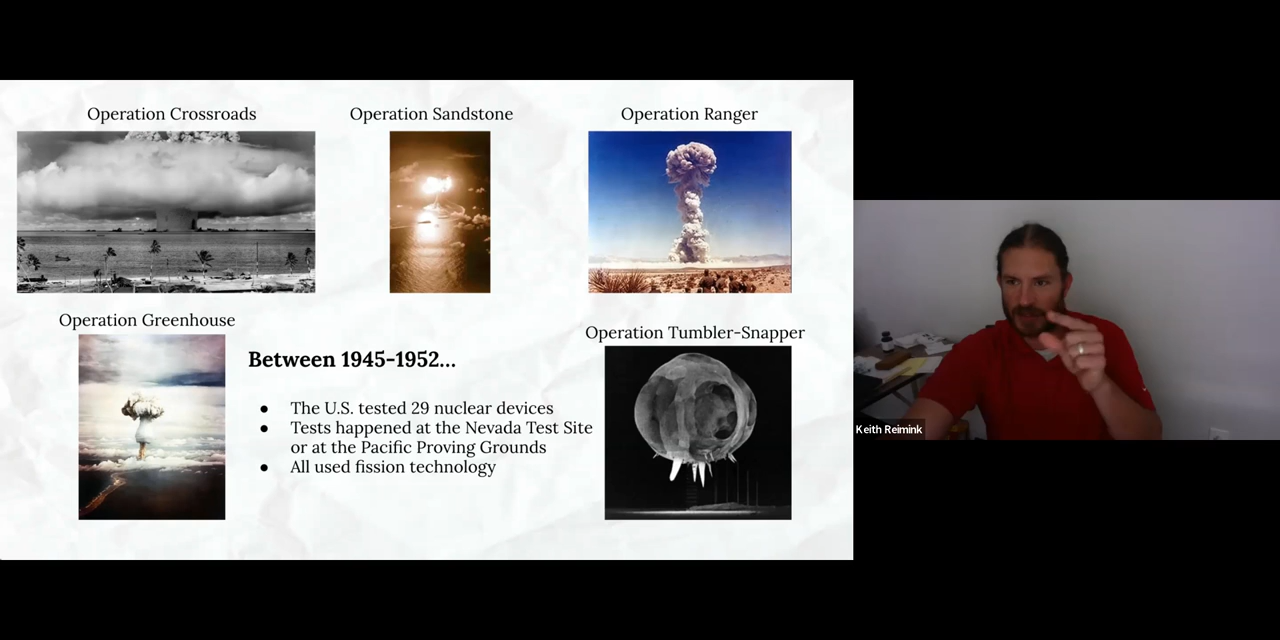 Operation Crossroads
Operation Sandstone
Operation Ranger
Operation Greenhouse
Operation Tumbler-Snapper
Between 1945-1952...
● The U.S. tested 29 nuclear devices
● Tests happened at the Nevada Test Site
or at the Pacific Proving Grounds
● All used fission technology
Keith Reimink